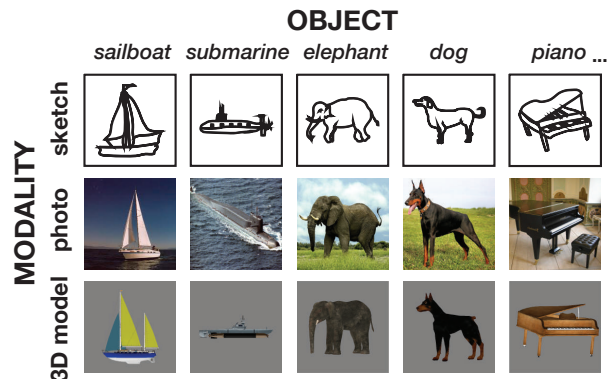 OBJECT
sailboat submarine elephant dog piano ...
MODALITY
sketch
photo
3D model